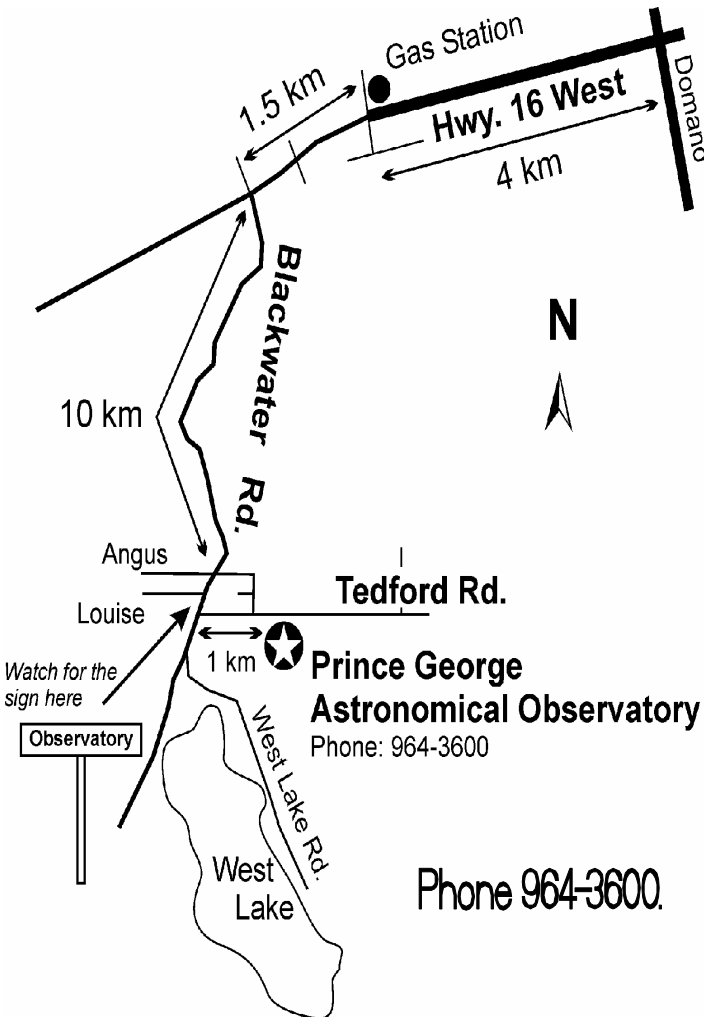 Gas Station
1.5 km
Hwy. 16 West
Domano
4 km
Blackwater Rd.
N
10 km
Angus
Tedford Rd.
Louise
1 km
Watch for the
sign here
Prince George
Astronomical Observatory
Phone: 964-3600
Observatory
West Lake Rd.
West
Lake
Phone 964-3600.